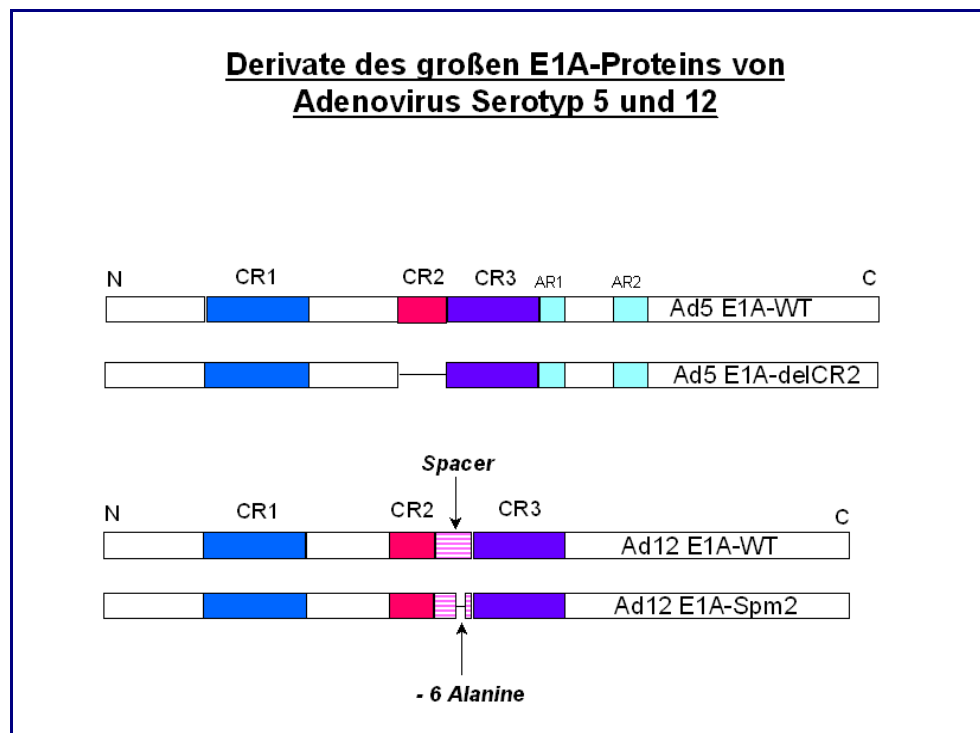 Derivate des großen E1A-Proteins von
Adenovirus Serotyp 5 und 12
N CR1 CR2 CR3 AR1 AR2 C
Ad5 E1A-WT
Ad5 E1A-delCR2
Spacer
N CR1 CR2 CR3 C
Ad12 E1A-WT
Ad12 E1A-Spm2
- 6 Alanine